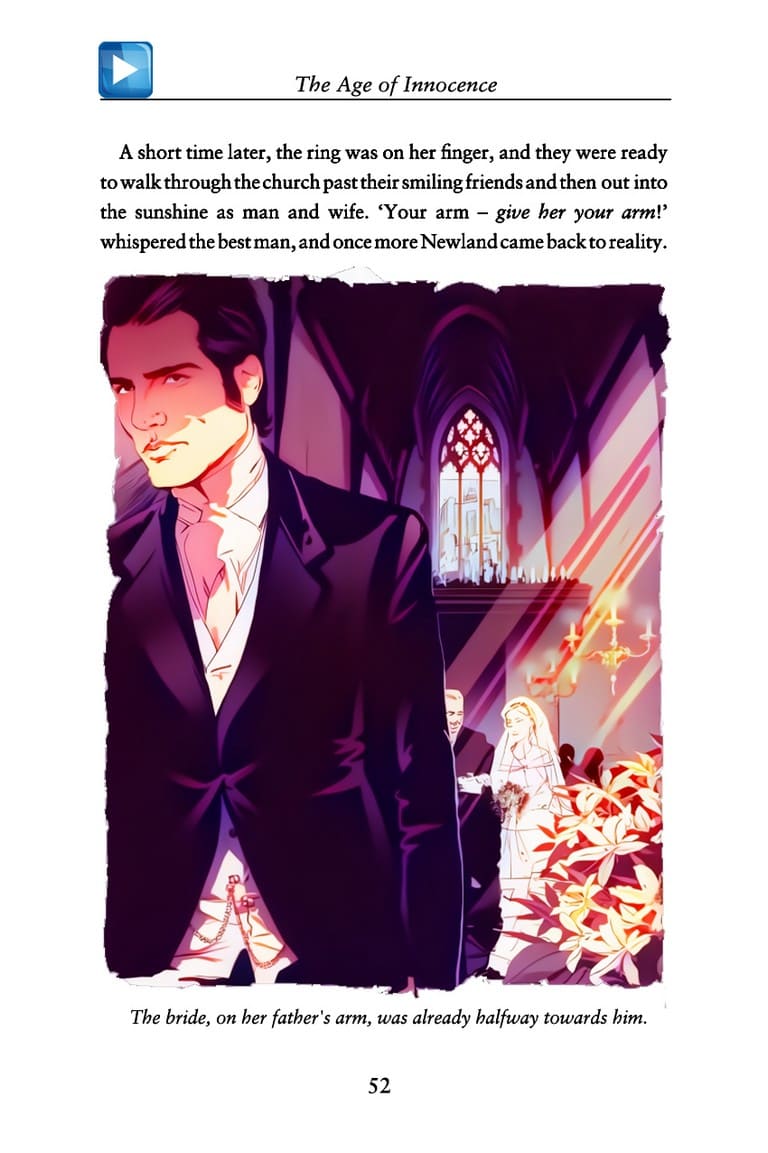 The Age of Innocence
A short time later, the ring was on her finger, and they were ready
to walk through the church past their smiling friends and then out into
the sunshine as man and wife. ‘Your arm – give her your arm!’
whispered the best man, and once more Newland came back to reality.
The bride, on her father's arm, was already halfway towards him.
52